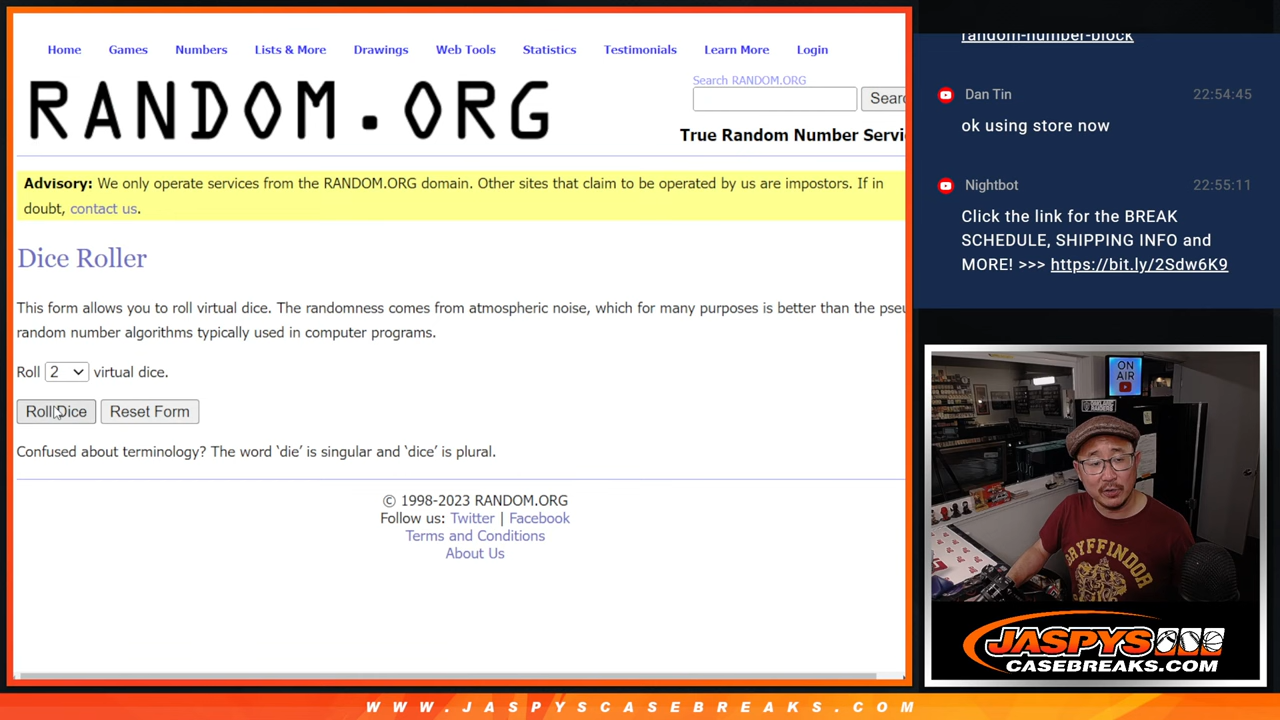 Home Games Numbers Lists & More Drawings Web Tools Statistics Testimonials Learn More Login
RANDOM.ORG
Search RANDOM.ORG
Searc
True Random Number Servi
Advisory: We only operate services from the RANDOM.ORG domain. Other sites that claim to be operated by us are impostors. If in
doubt, contact us.
Dice Roller
This form allows you to roll virtual dice. The randomness comes from atmospheric noise, which for many purposes is better than the pseu
random number algorithms typically used in computer programs.
Roll 2 virtual dice.
Roll Dice Reset Form
Confused about terminology? The word ‘die’ is singular and ‘dice’ is plural.
© 1998-2023 RANDOM.ORG
Follow us: Twitter | Facebook
Terms and Conditions
About Us
random-number-block
Dan Tin 22:54:45
ok using store now
Nightbot 22:55:11
Click the link for the BREAK
SCHEDULE, SHIPPING INFO and
MORE! >>> https://bit.ly/2Sdw6K9
ON
AIR
GRYFFINDOR
JASPYS
CASEBREAKS.COM
WWW.JASPYSCASEBREAKS.COM